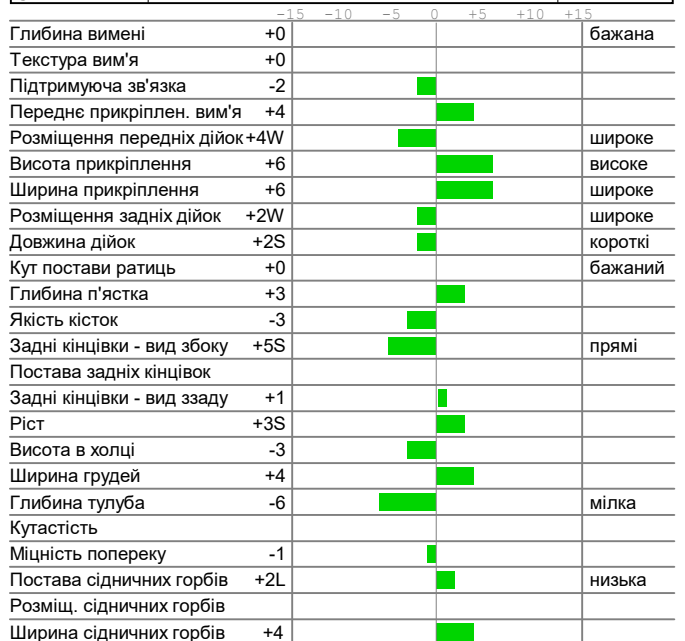 -15 -10 -5 0 +5 +10 +15
Глибина вимені +0 бажана
Текстура вим'я +0
Підтримуюча зв'язка -2
Переднє прикріплен. вим'я +4
Розміщення передніх дійок +4W широке
Висота прикріплення +6 високе
Ширина прикріплення +6 широке
Розміщення задніх дійок +2W широке
Довжина дійок +2S короткі
Кут постави ратиць +0 бажаний
Глибина п'ястка +3
Якість кісток -3
Задні кінцівки - вид збоку +5S прямі
Постава задніх кінцівок
Задні кінцівки - вид ззаду +1
Ріст +3S
Висота в холці -3
Ширина грудей +4
Глибина тулуба -6 мілка
Кутастість
Міцність попереку -1
Постава сідничних горбів +2L низька
Розміщ. сідничних горбів
Ширина сідничних горбів +4